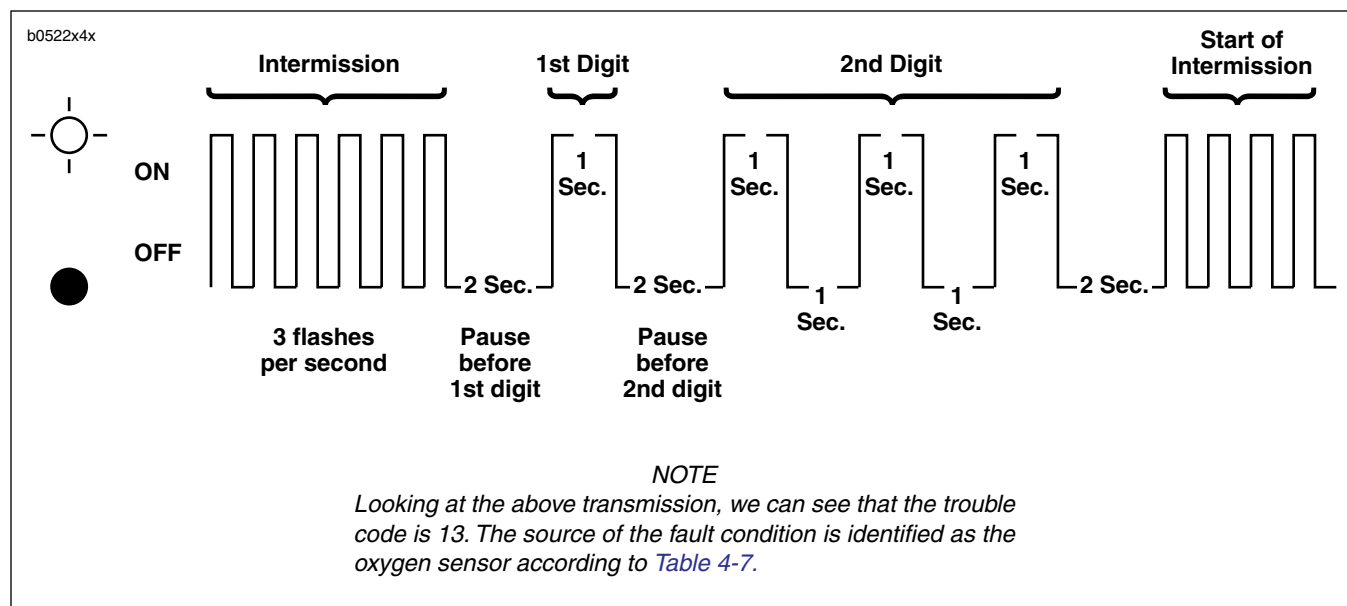 b0522x4x
Intermission
1st Digit
2nd Digit
Start of
Intermission
ON
OFF
1
Sec.
1
Sec.
1
Sec.
1
Sec.
2 Sec.
2 Sec.
1
Sec.
1
Sec.
2 Sec.
3 flashes
per second
Pause
before
1st digit
Pause
before
2nd digit
NOTE
Looking at the above transmission, we can see that the trouble
code is 13. The source of the fault condition is identified as the
oxygen sensor according to Table 4-7.